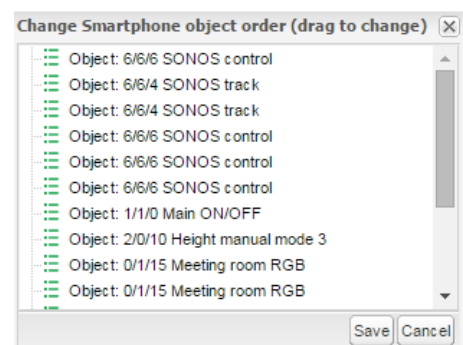 Change Smartphone object order (drag to change)
Object: 6/6/6 SONOS control
Object: 6/6/4 SONOS track
Object: 6/6/4 SONOS track
Object: 6/6/6 SONOS control
Object: 6/6/6 SONOS control
Object: 6/6/6 SONOS control
Object: 1/1/0 Main ON/OFF
Object: 2/0/10 Height manual mode 3
Object: 0/1/15 Meeting room RGB
Object: 0/1/15 Meeting room RGB
Save Cancel